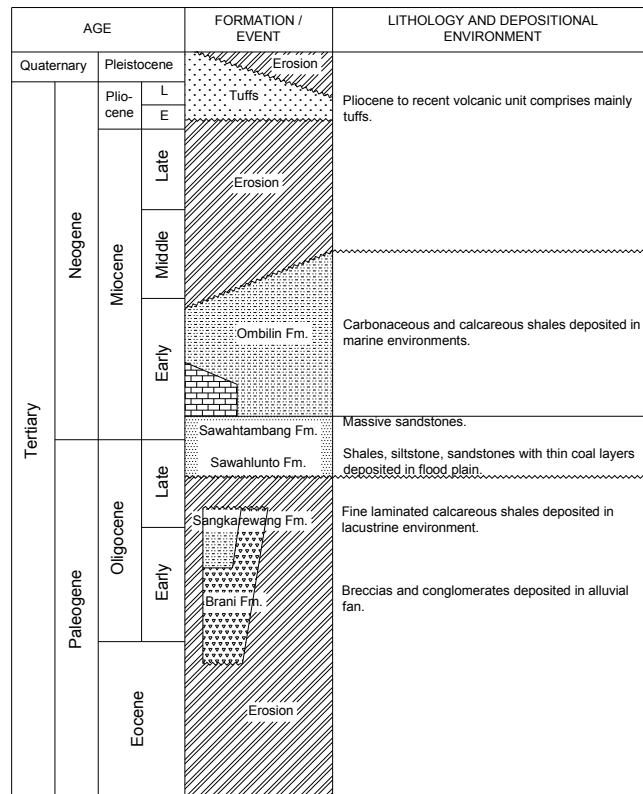 AGE
FORMATION /
EVENT
LITHOLOGY AND DEPOSITIONAL
ENVIRONMENT
Quaternary
Pleistocene
Erosion
Tertiary
Neogene
Plio-
cene
L
E
Tuffs
Pliocene to recent volcanic unit comprises mainly
tuffs.
Miocene
Late
Erosion
Middle
Early
Ombilin Fm.
Carbonaceous and calcareous shales deposited in
marine environments.
Sawahtambang Fm.
Massive sandstones.
Paleogene
Oligocene
Late
Sawahlunto Fm.
Shales, siltstone, sandstones with thin coal layers
deposited in flood plain.
Sangkarewang Fm.
Fine laminated calcareous shales deposited in
lacustrine environment.
Early
Brani Fm.
Breccias and conglomerates deposited in alluvial
fan.
Eocene
Erosion